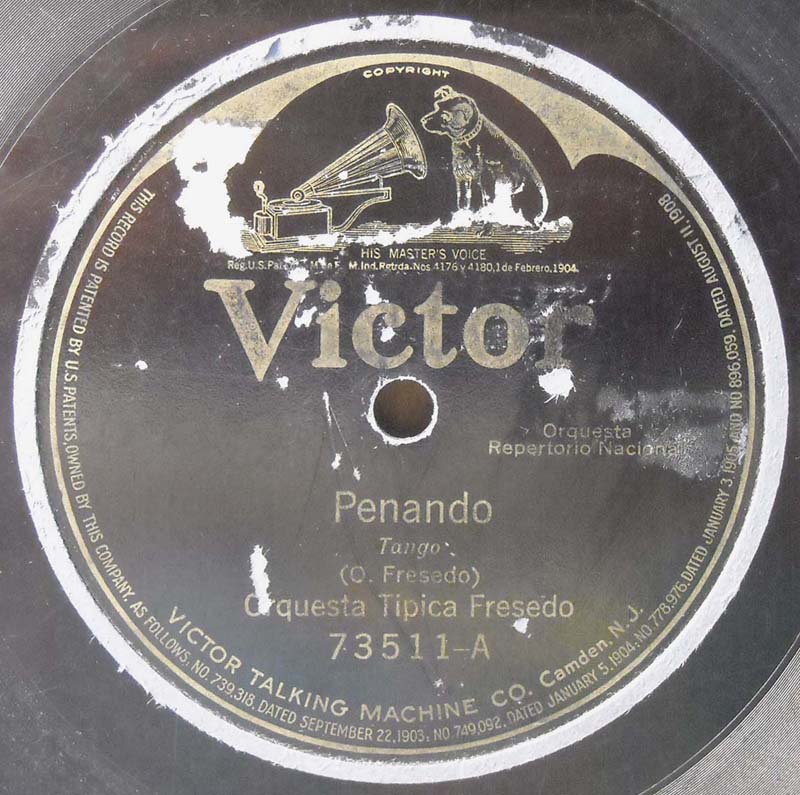 COPYRIGHT
HIS MASTER'S VOICE
Reg.U.S.Pat. M. Ind. Rgtrda. Nos. 4176 y 4180, 1 de Febrero, 1904.
Victor
Orquesta
Repertorio Nacional
Penando
Tango
(O. Fresedo)
Orquesta Tipica Fresedo
73511-A
VICTOR TALKING MACHINE CO. Camden, N. J.
THIS RECORD IS PATENTED BY U.S. PATENTS, OWNED BY THIS COMPANY, AS FOLLOWS, NO. 739,318, DATED SEPTEMBER 22, 1903; NO 749,092, DATED JANUARY 5, 1904; NO. 778,976, DATED JANUARY 3, 1905, AND NO 896,059, DATED AUGUST 11, 1908